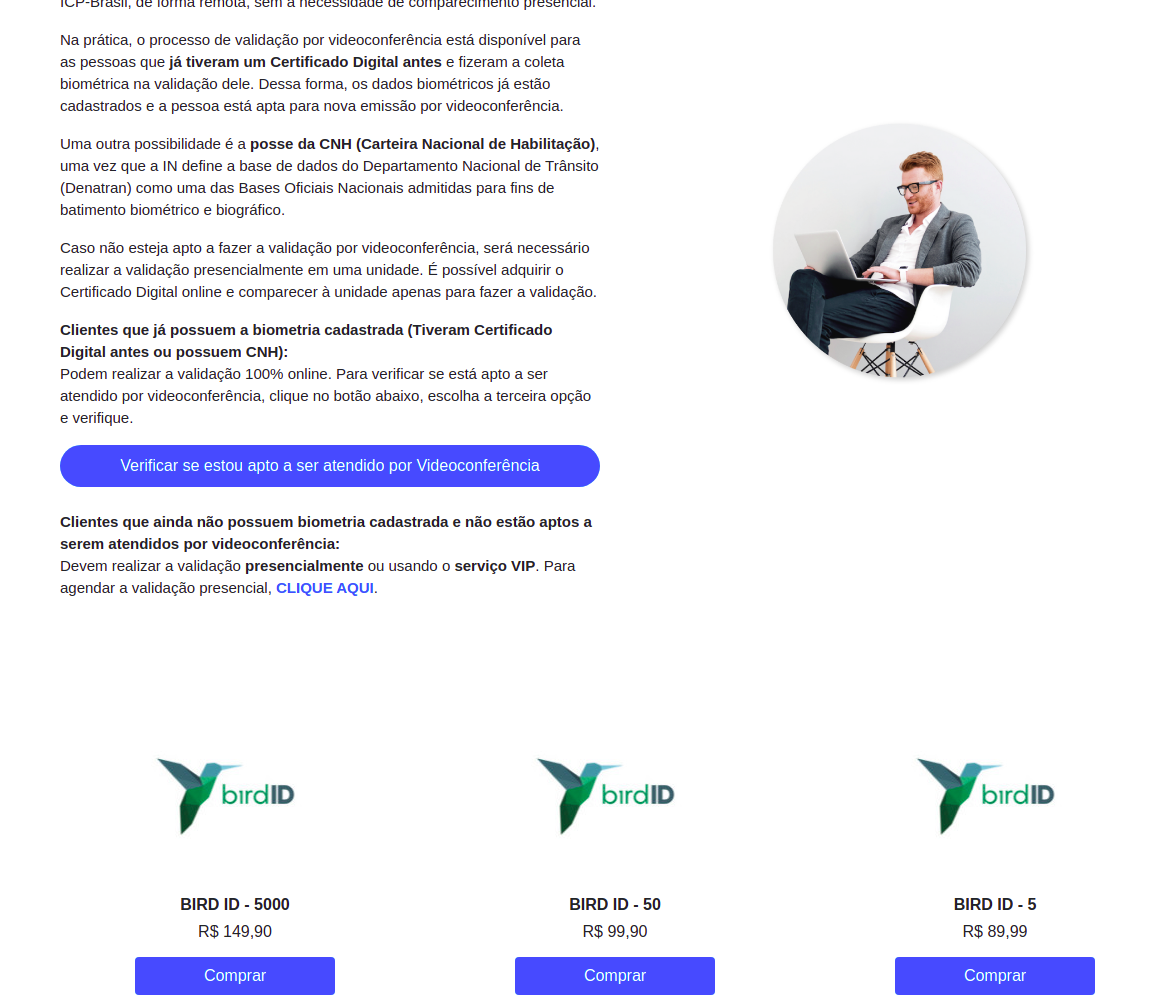 ICP-Brasil, de forma remota, sem a necessidade de comparecimento presencial.
Na prática, o processo de validação por videoconferência está disponível para
as pessoas que já tiveram um Certificado Digital antes e fizeram a coleta
biométrica na validação dele. Dessa forma, os dados biométricos já estão
cadastrados e a pessoa está apta para nova emissão por videoconferência.
Uma outra possibilidade é a posse da CNH (Carteira Nacional de Habilitação),
uma vez que a IN define a base de dados do Departamento Nacional de Trânsito
(Denatran) como uma das Bases Oficiais Nacionais admitidas para fins de
batimento biométrico e biográfico.
Caso não esteja apto a fazer a validação por videoconferência, será necessário
realizar a validação presencialmente em uma unidade. É possível adquirir o
Certificado Digital online e comparecer à unidade apenas para fazer a validação.
Clientes que já possuem a biometria cadastrada (Tiveram Certificado
Digital antes ou possuem CNH):
Podem realizar a validação 100% online. Para verificar se está apto a ser
atendido por videoconferência, clique no botão abaixo, escolha a terceira opção
e verifique.
Verificar se estou apto a ser atendido por Videoconferência
Clientes que ainda não possuem biometria cadastrada e não estão aptos a
serem atendidos por videoconferência:
Devem realizar a validação presencialmente ou usando o serviço VIP. Para
agendar a validação presencial, CLIQUE AQUI.
birdID
birdID
birdID
BIRD ID - 5000
BIRD ID - 50
BIRD ID - 5
R$ 149,90
R$ 99,90
R$ 89,99
Comprar
Comprar
Comprar